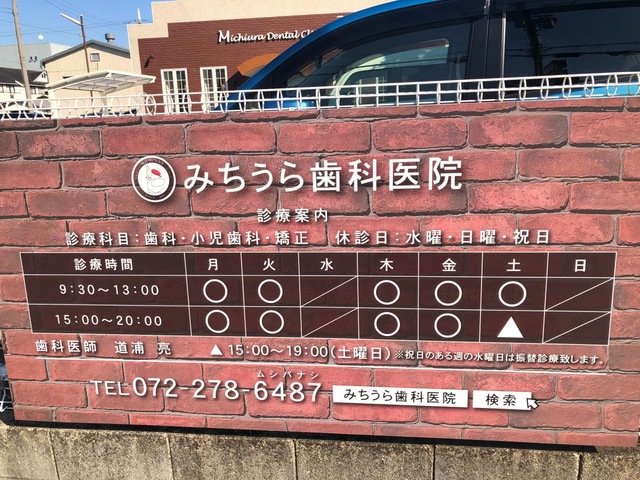 Michiura Dental Cl
みちうら歯科医院
診療案内
診療科目：歯科・小児歯科・矯正 休診日：水曜・日曜・祝日
診療時間 月 火 水 木 金 土 日
9:30〜13:00 ○ ○ ／ ○ ○ ○ ／
15:00〜20:00 ○ ○ ／ ○ ○ ▲ ／
歯科医師 道浦 亮 ▲15:00〜19:00(土曜日) ※祝日のある週の水曜日は振替診療致します。
ムシバナシ
TEL 072-278-6487 みちうら歯科医院 検索